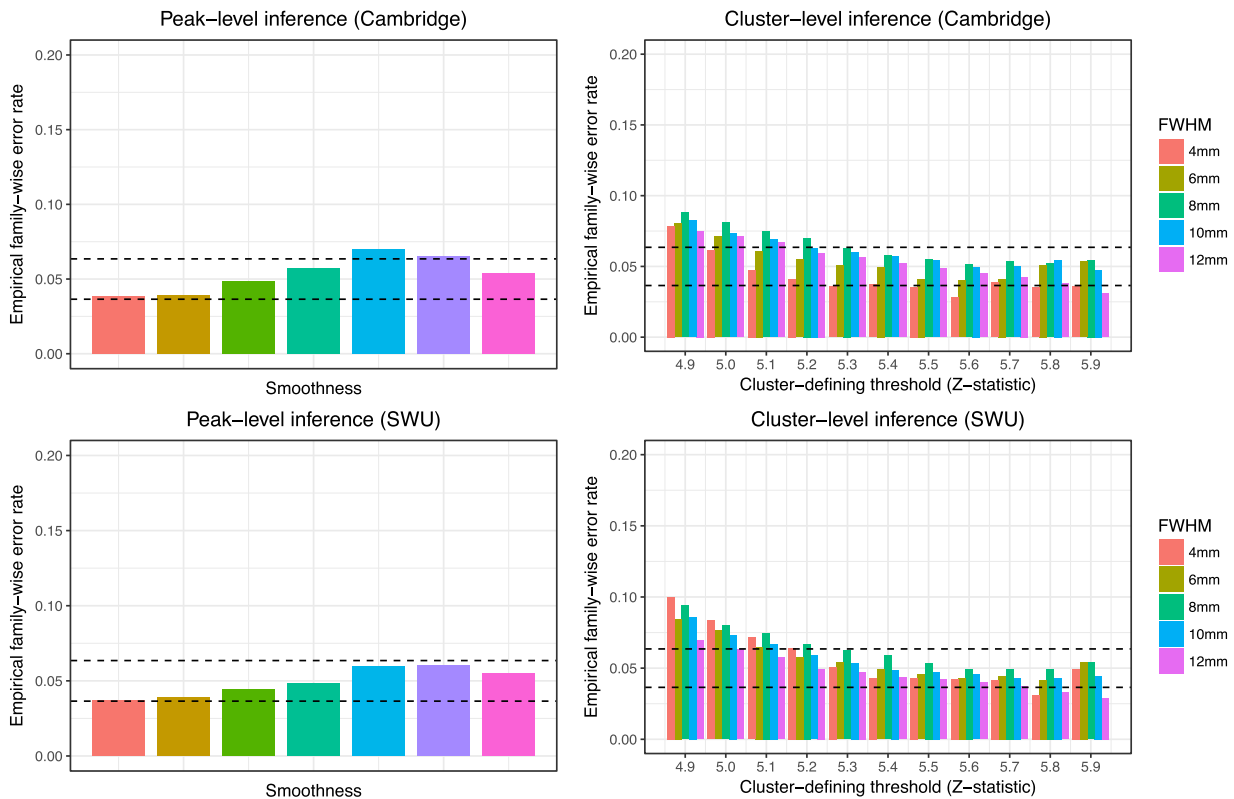 Peak−level inference (Cambridge)
Empirical family−wise error rate
0.20
0.15
0.10
0.05
0.00
Smoothness
Cluster−level inference (Cambridge)
Empirical family−wise error rate
0.20
0.15
0.10
0.05
0.00
4.9 5.0 5.1 5.2 5.3 5.4 5.5 5.6 5.7 5.8 5.9
Cluster−defining threshold (Z−statistic)
FWHM
4mm
6mm
8mm
10mm
12mm
Peak−level inference (SWU)
Empirical family−wise error rate
0.20
0.15
0.10
0.05
0.00
Smoothness
Cluster−level inference (SWU)
Empirical family−wise error rate
0.20
0.15
0.10
0.05
0.00
4.9 5.0 5.1 5.2 5.3 5.4 5.5 5.6 5.7 5.8 5.9
Cluster−defining threshold (Z−statistic)
FWHM
4mm
6mm
8mm
10mm
12mm